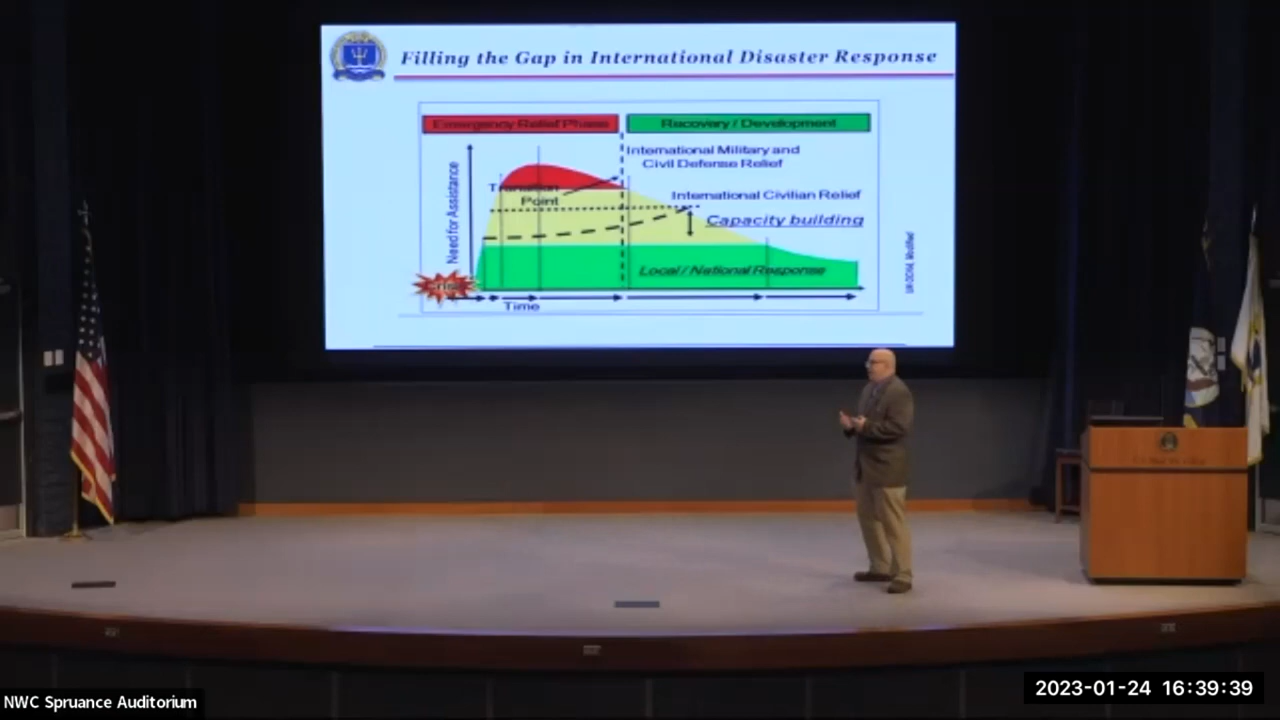 Filling the Gap in International Disaster Response
Emergency Relief Phase
Recovery / Development
International Military and
Civil Defense Relief
Transition
Point
International Civilian Relief
Capacity building
Need for Assistance
Local / National Response
Crisis
Time
NWC Spruance Auditorium
2023-01-24 16:39:39